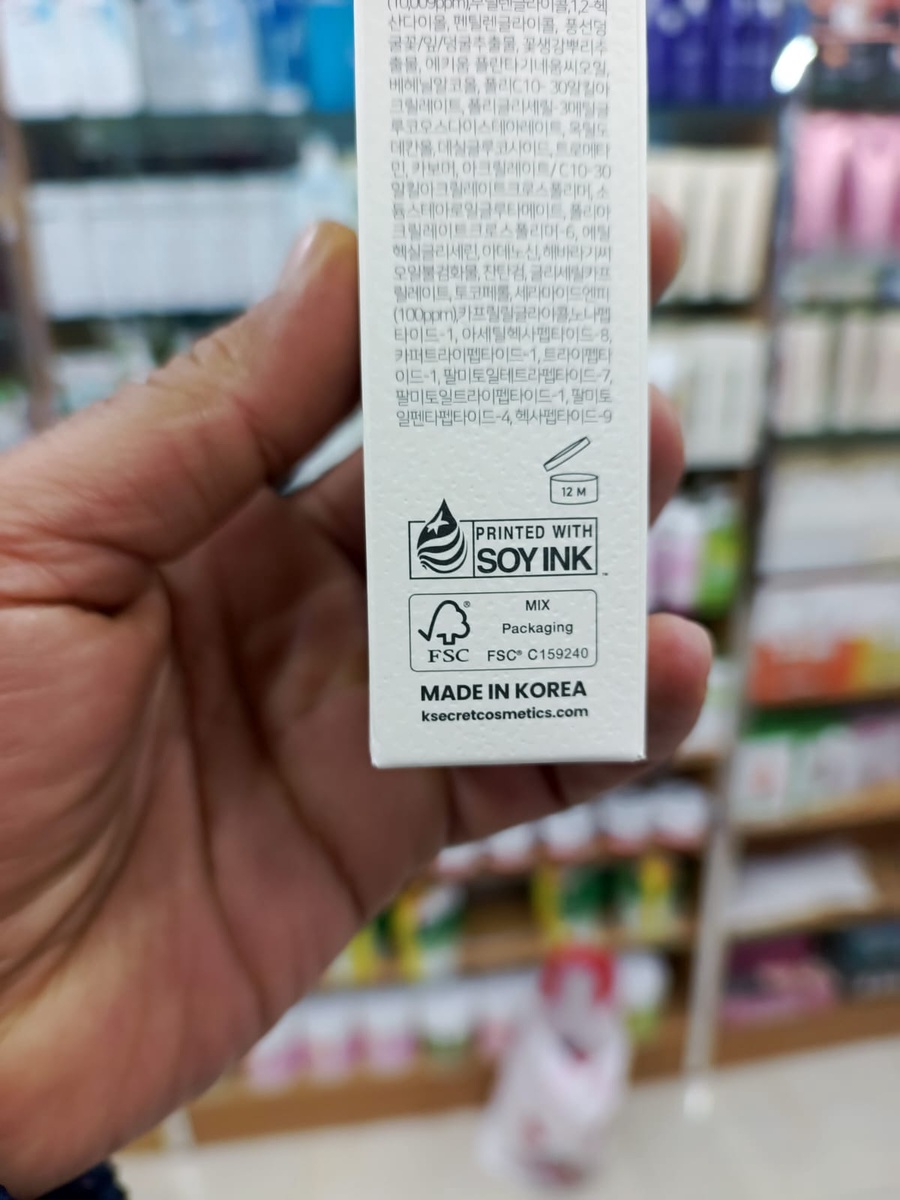 (10,009ppm),부틸렌글라이콜,1,2-헥
산다이올, 펜틸렌글라이콜, 풍선덩
굴꽃/잎/덩굴추출물, 꽃생강뿌리추
출물, 에키움 플란타기네움씨오일,
베헤닐알코올, 폴리C10- 30알킬아
크릴레이트, 폴리글리세릴-3메틸글
루코오스다이스테아레이트, 옥틸도
데칸올, 데실글루코사이드, 트로메타
민, 카보머, 아크릴레이트/ C10-30
알킬아크릴레이트크로스폴리머, 소
듐스테아로일글루타메이트, 폴리아
크릴레이트크로스폴리머-6, 에틸
헥실글리세린, 아데노신, 해바라기씨
오일불검화물, 잔탄검, 글리세릴카프
릴레이트, 토코페롤, 세라마이드엔피
(100ppm),카프릴릴글라이콜,노나펩
타이드-1, 아세틸헥사펩타이드-8,
카퍼트라이펩타이드-1, 트라이펩타
이드-1, 팔미토일테트라펩타이드-7,
팔미토일트라이펩타이드-1, 팔미토
일펜타펩타이드-4, 헥사펩타이드-9
12 M
PRINTED WITH
SOY INK™
FSC®
MIX
Packaging
FSC® C159240
MADE IN KOREA
ksecretcosmetics.com